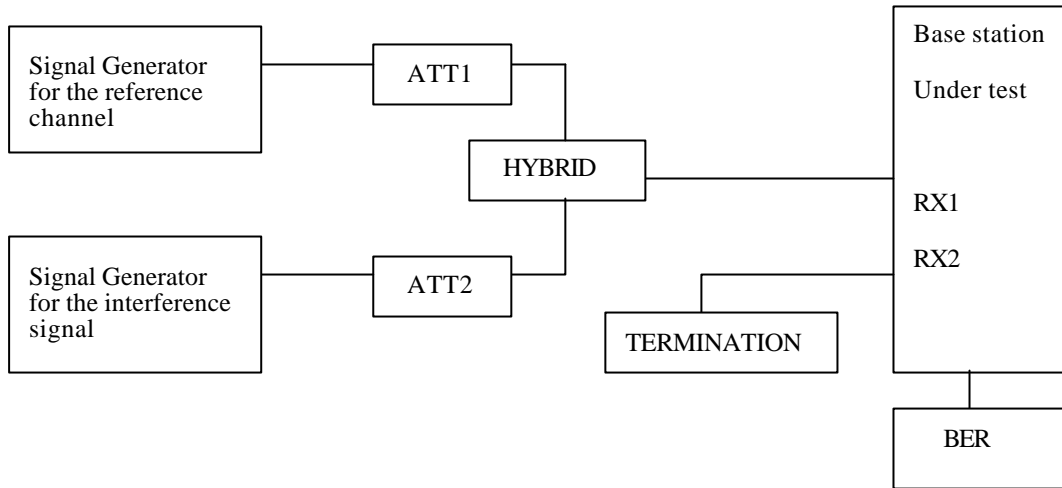 Signal Generator
for the reference
channel
ATT1
HYBRID
Signal Generator
for the interference
signal
ATT2
TERMINATION
Base station
Under test
RX1
RX2
BER